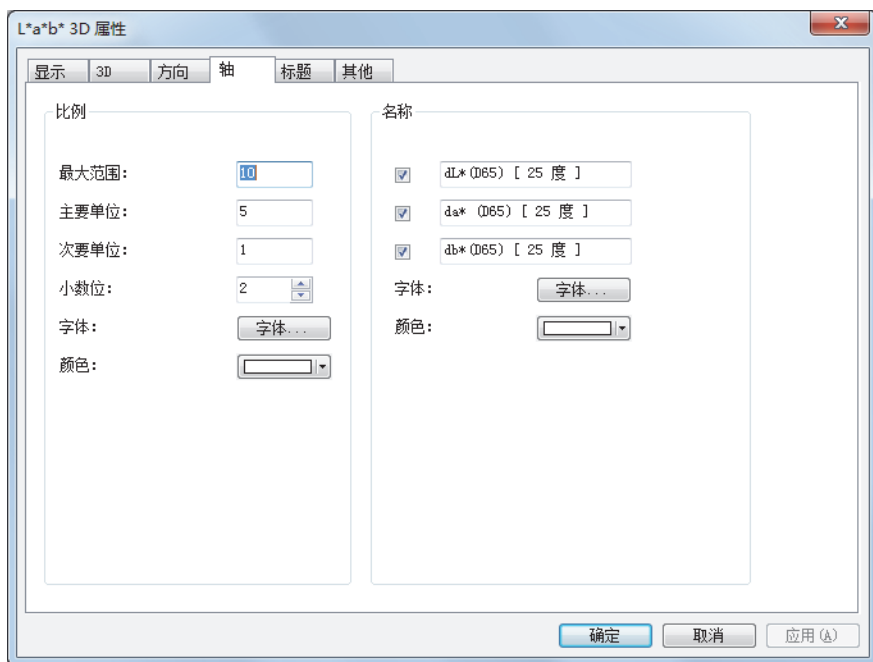 L*a*b* 3D 属性
显示 3D 方向 轴 标题 其他
比例
最大范围: 10
主要单位: 5
次要单位: 1
小数位: 2
字体: 字体...
颜色:
名称
dL*(D65) [ 25 度 ]
da* (D65) [ 25 度 ]
db*(D65) [ 25 度 ]
字体: 字体...
颜色:
确定 取消 应用(A)